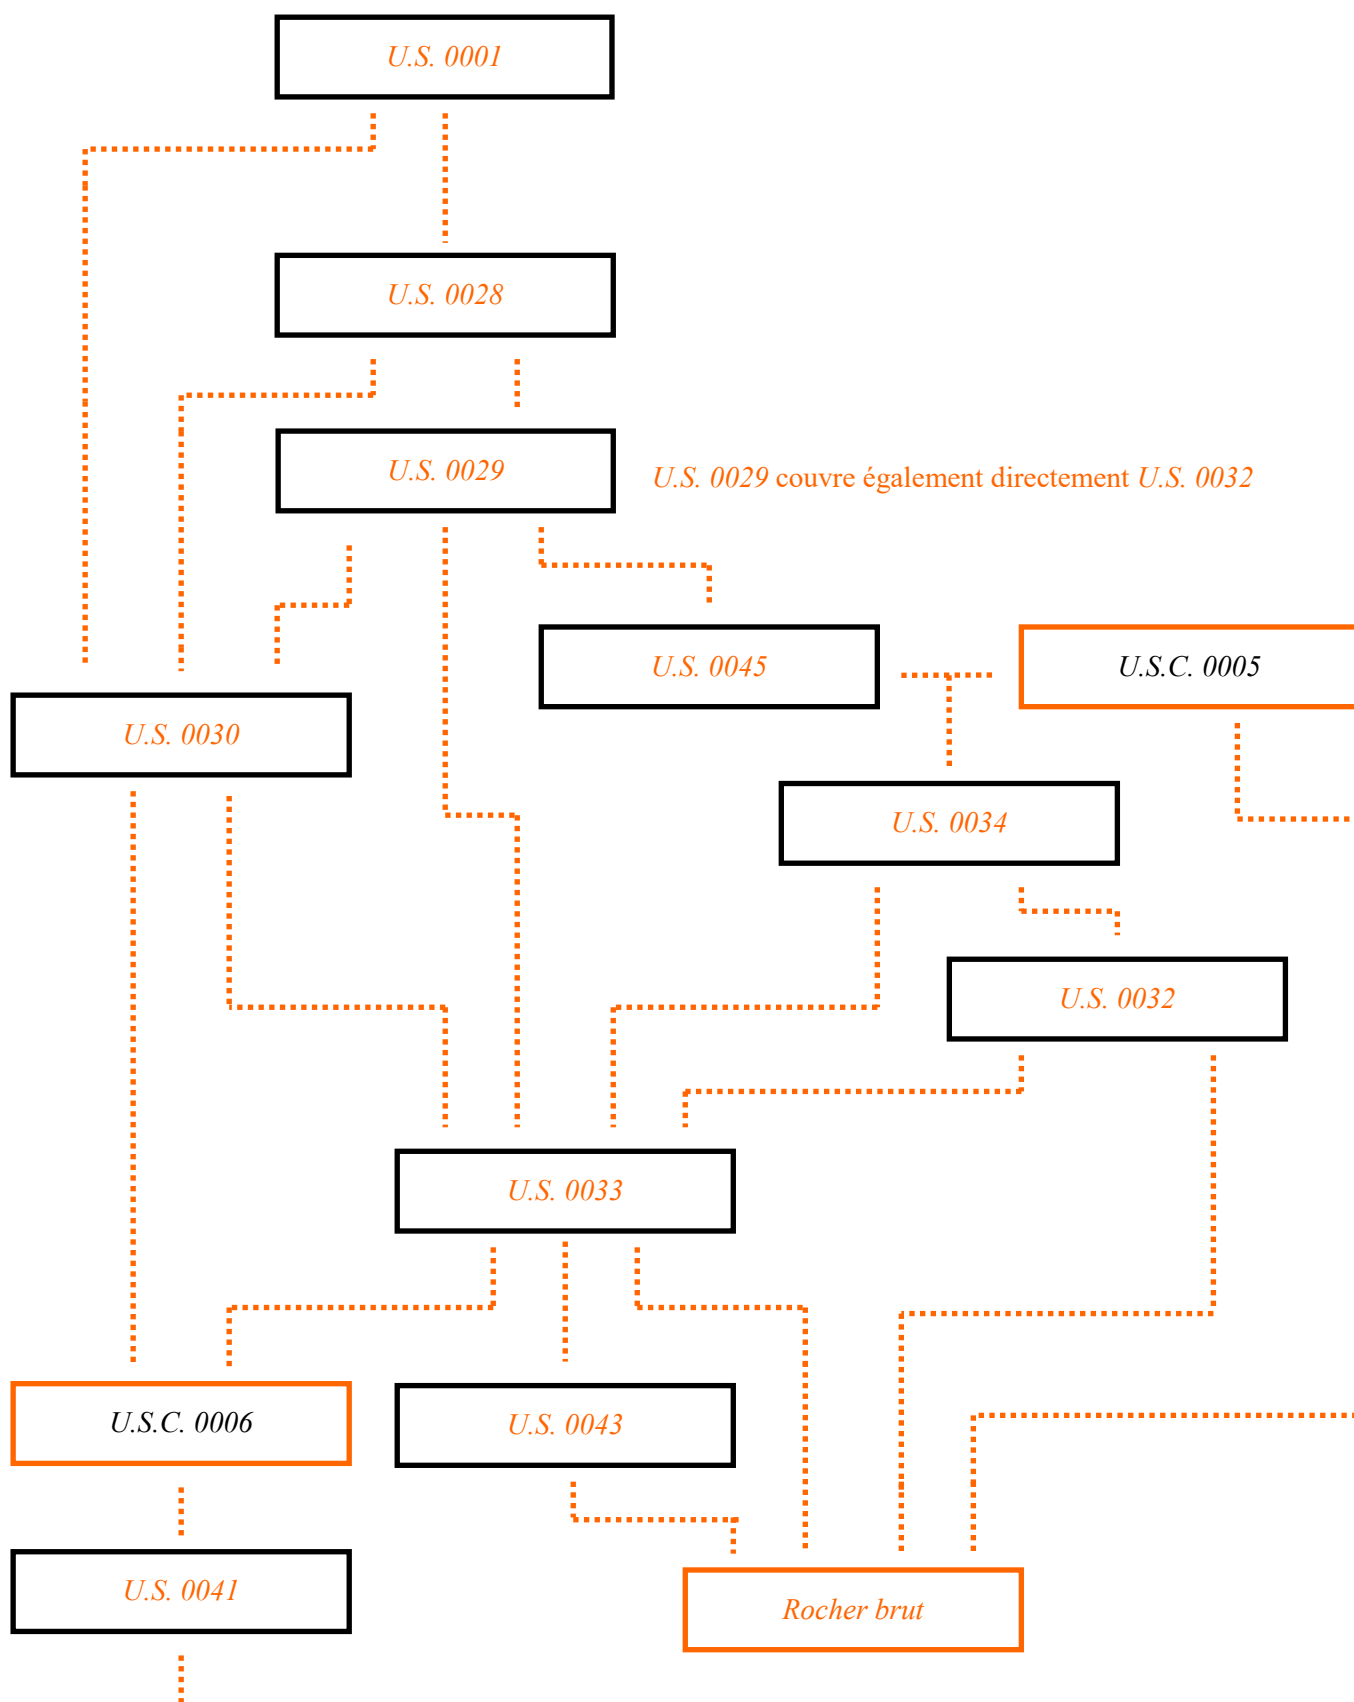 U.S. 0001
U.S. 0028
U.S. 0029
U.S. 0029 couvre également directement U.S. 0032
U.S. 0045
U.S.C. 0005
U.S. 0030
U.S. 0034
U.S. 0032
U.S. 0033
U.S.C. 0006
U.S. 0043
U.S. 0041
Rocher brut